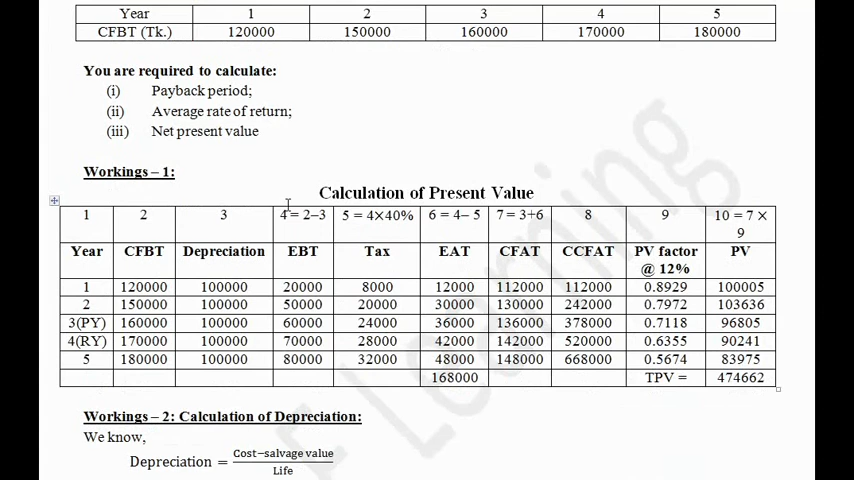 Year 1 2 3 4 5
CFBT (Tk.) 120000 150000 160000 170000 180000
You are required to calculate:
(i) Payback period;
(ii) Average rate of return;
(iii) Net present value
Workings – 1:
Calculation of Present Value
1 2 3 4 = 2–3 5 = 4×40% 6 = 4– 5 7 = 3+6 8 9 10 = 7 × 9
Year CFBT Depreciation EBT Tax EAT CFAT CCFAT PV factor @ 12% PV
1 120000 100000 20000 8000 12000 112000 112000 0.8929 100005
2 150000 100000 50000 20000 30000 130000 242000 0.7972 103636
3(PY) 160000 100000 60000 24000 36000 136000 378000 0.7118 96805
4(RY) 170000 100000 70000 28000 42000 142000 520000 0.6355 90241
5 180000 100000 80000 32000 48000 148000 668000 0.5674 83975
168000 TPV = 474662
Workings – 2: Calculation of Depreciation:
We know,
Depreciation = Cost–salvage value
Life
r Learning